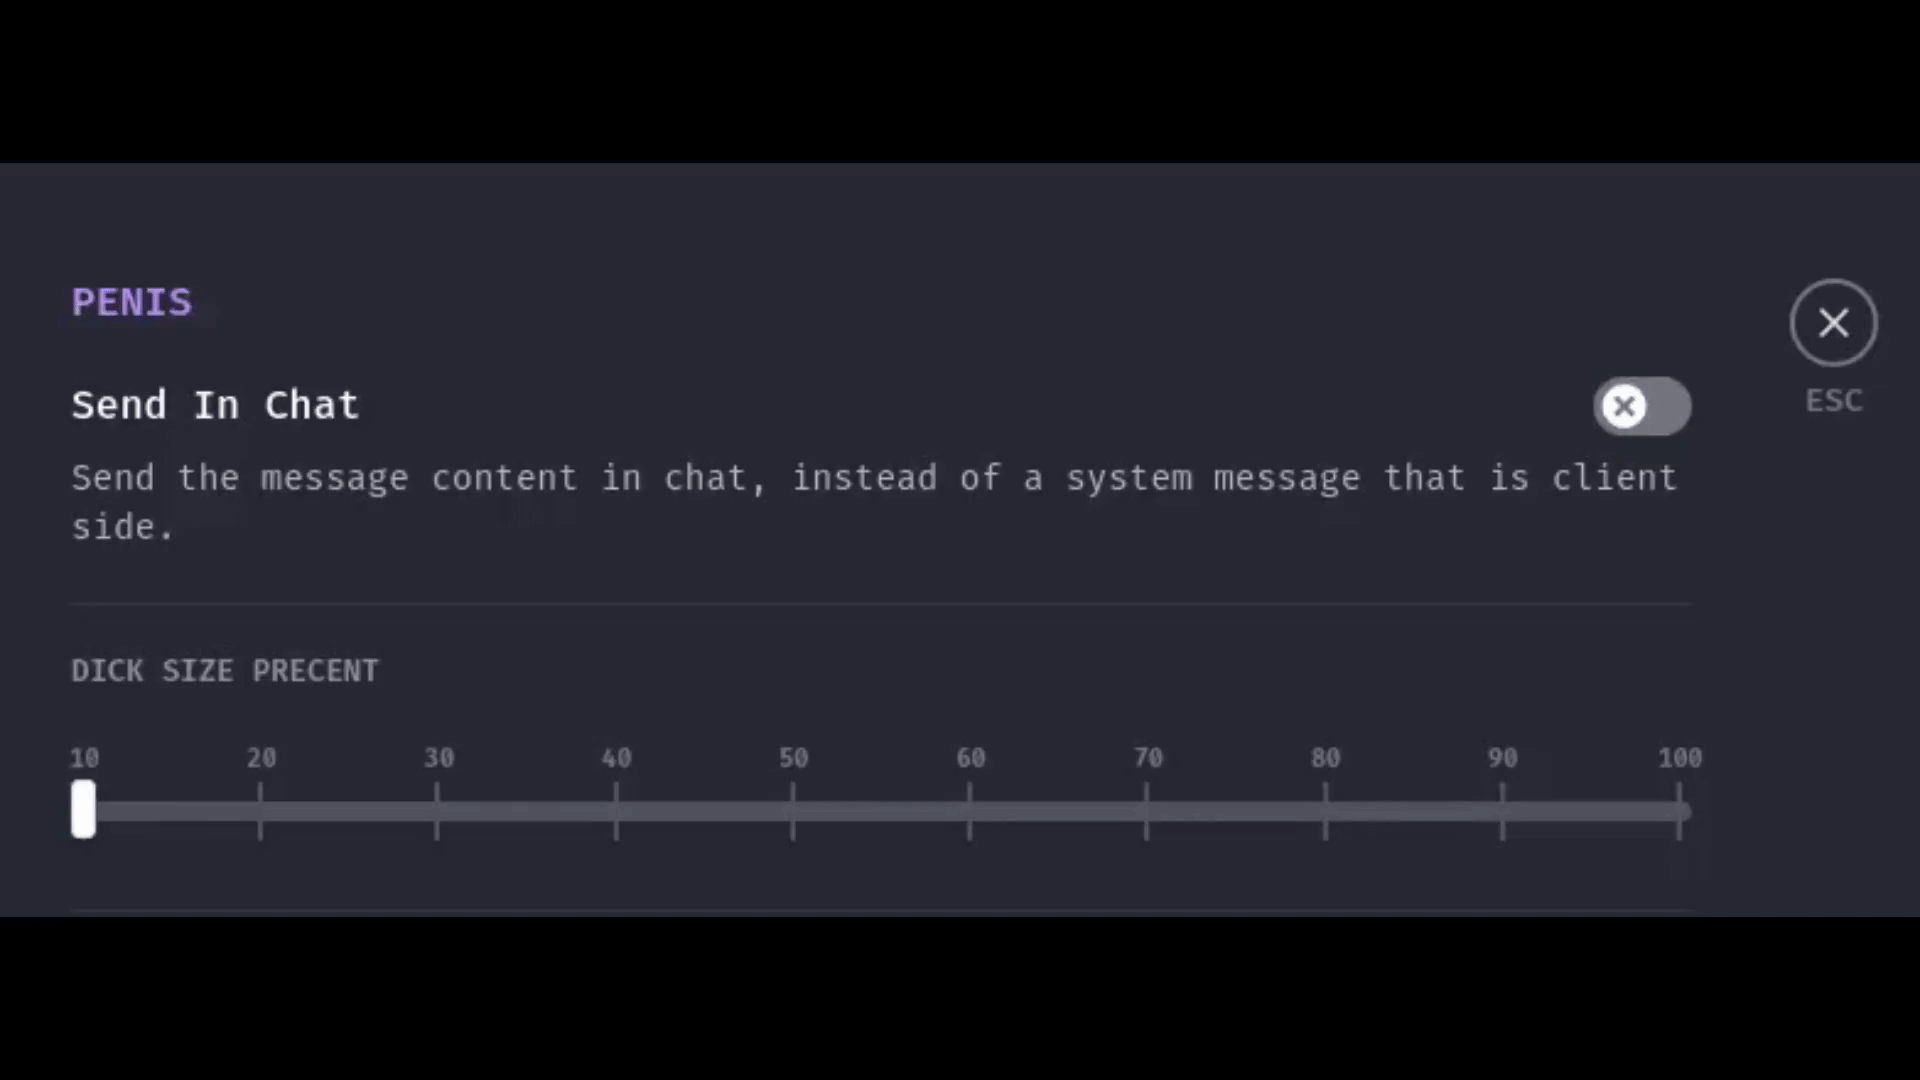 PENIS
Send In Chat
ESC
Send the message content in chat, instead of a system message that is client
side.
DICK SIZE PRECENT
10 20 30 40 50 60 70 80 90 100